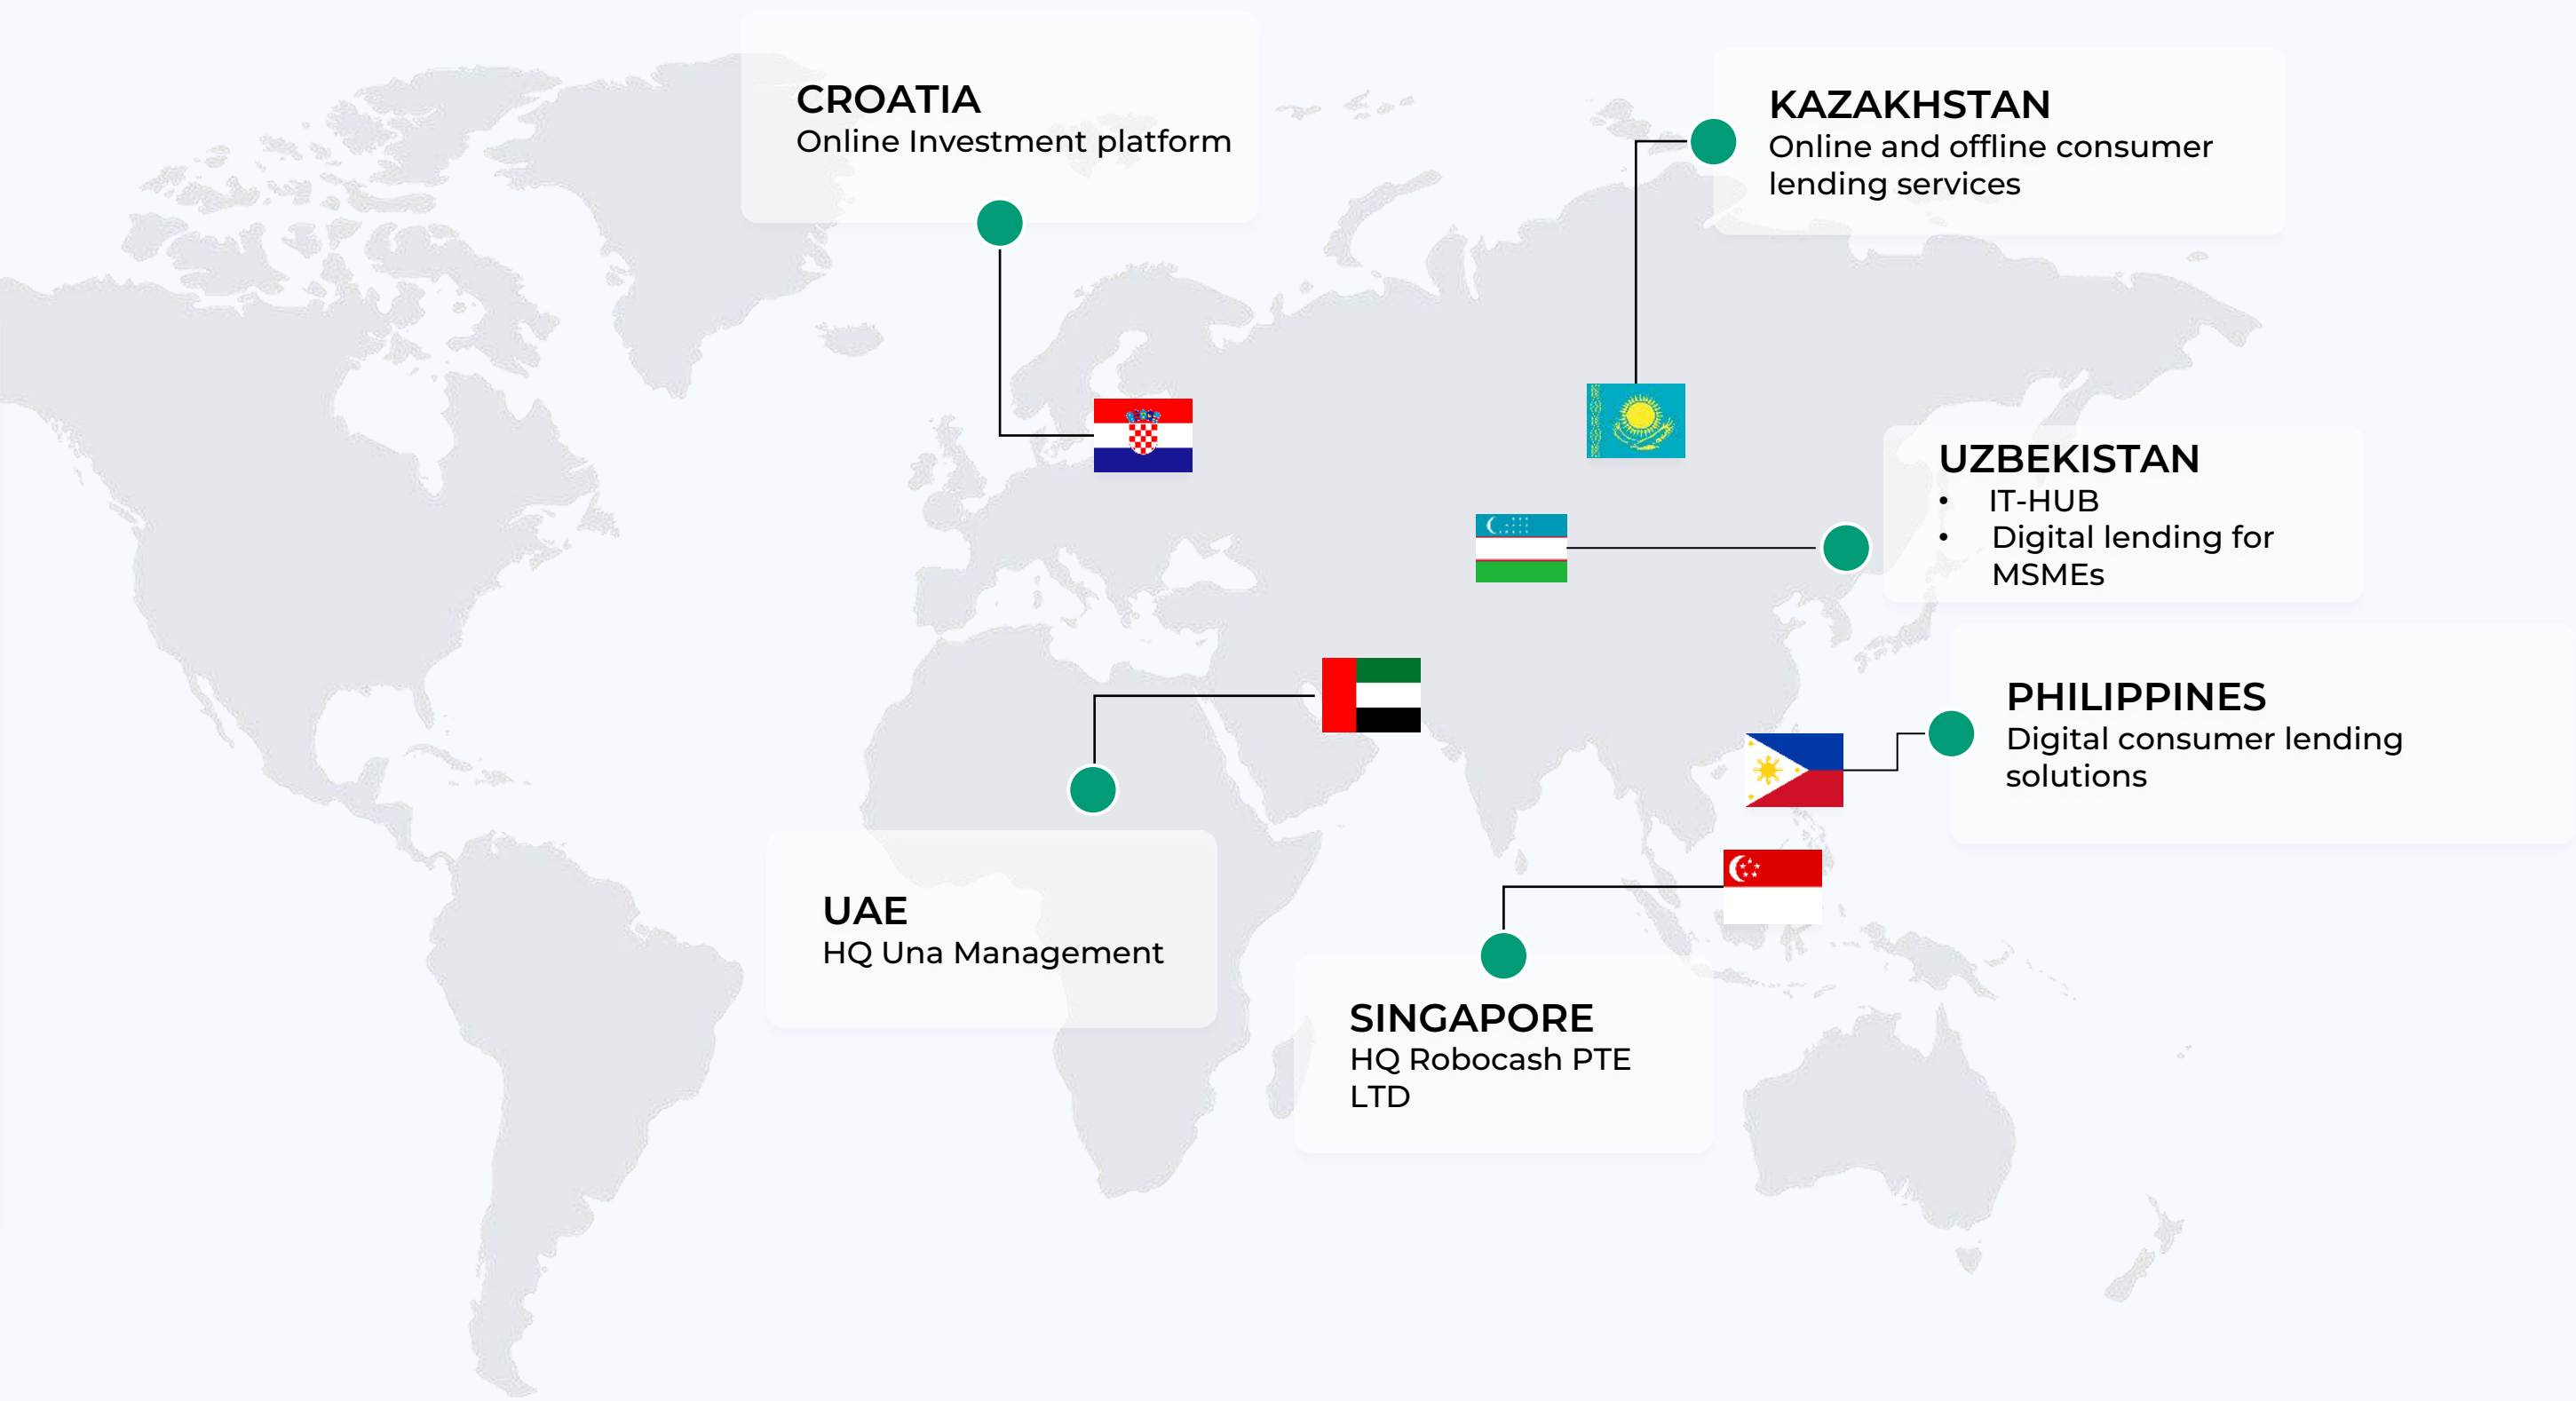 CROATIA
Online Investment platform
KAZAKHSTAN
Online and offline consumer
lending services
UZBEKISTAN
• IT-HUB
• Digital lending for
MSMEs
PHILIPPINES
Digital consumer lending
solutions
UAE
HQ Una Management
SINGAPORE
HQ Robocash PTE
LTD